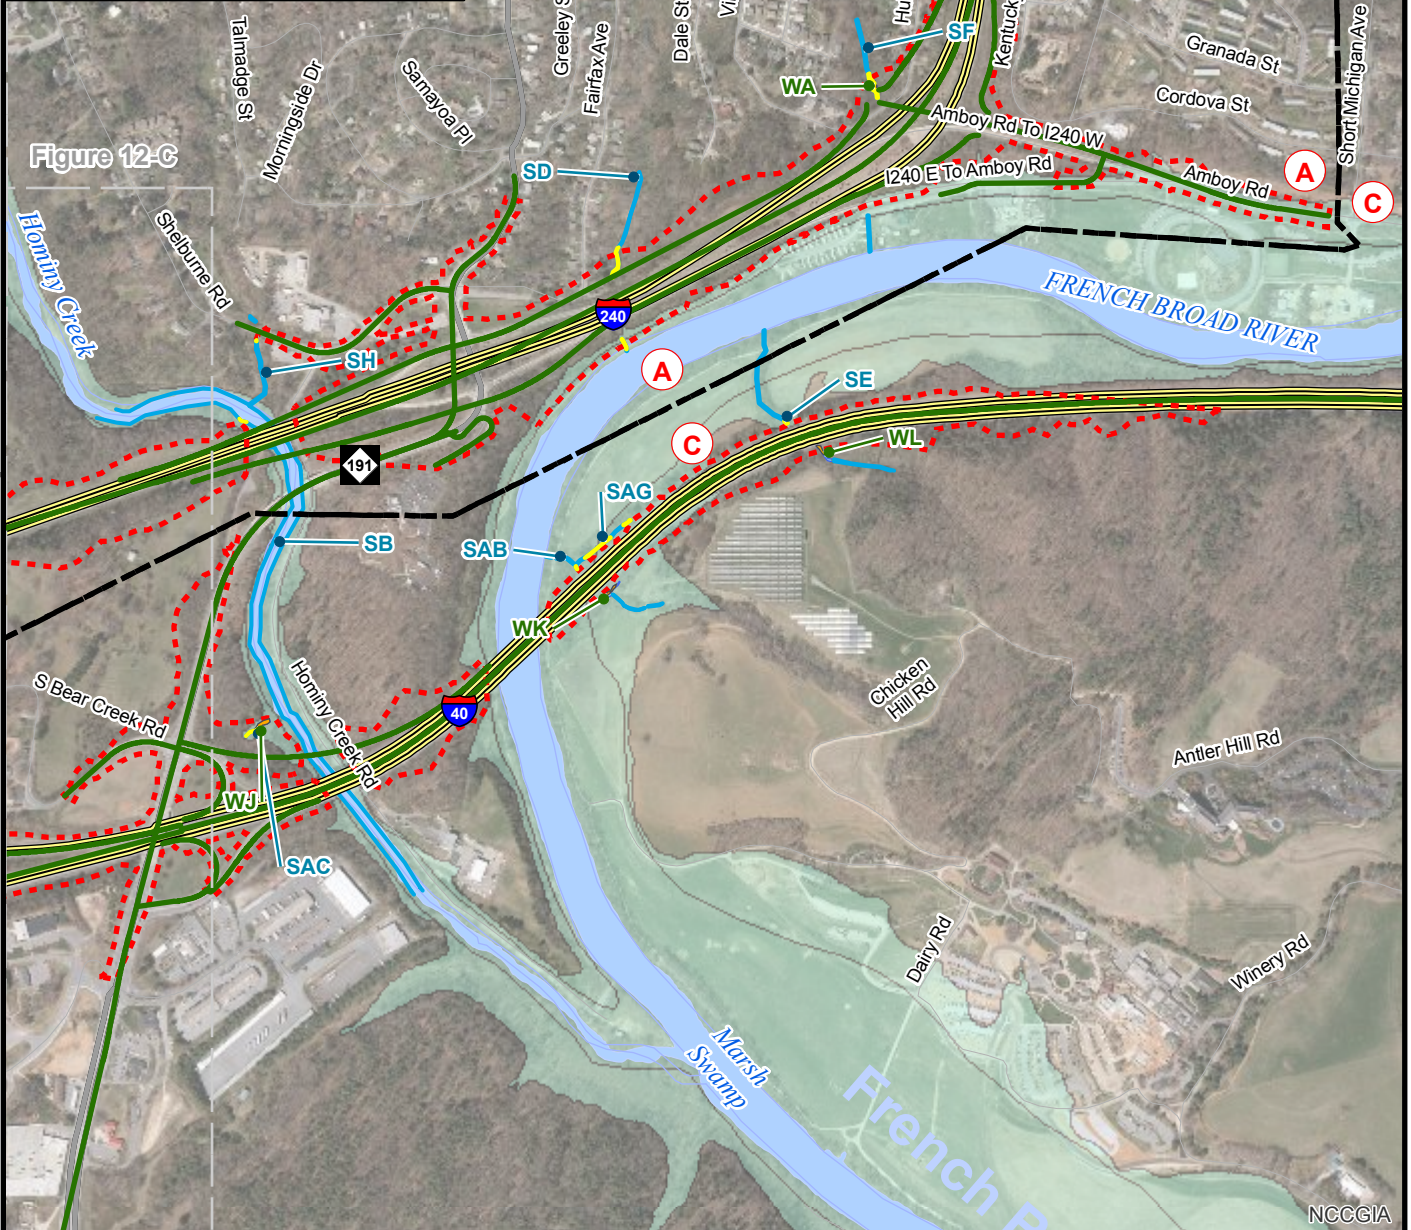 Talmadge St
Morningside Dr
Samayoa Pl
Greeley S
Fairfax Ave
Dale St
Hu
Kentuck
SF
WA
Granada St
Cordova St
Short Michigan Ave
Amboy Rd To I240 W
I240 E To Amboy Rd
Amboy Rd
A
C
Figure 12-C
SD
Hominy Creek
Shelburne Rd
240
FRENCH BROAD RIVER
SH
A
SE
C
WL
191
SAG
SB
SAB
WK
S Bear Creek Rd
Hominy Creek Rd
40
Chicken
Hill Rd
Antler Hill Rd
WJ
SAC
Dairy Rd
Winery Rd
Marsh
Swamp
French B
NCCGIA